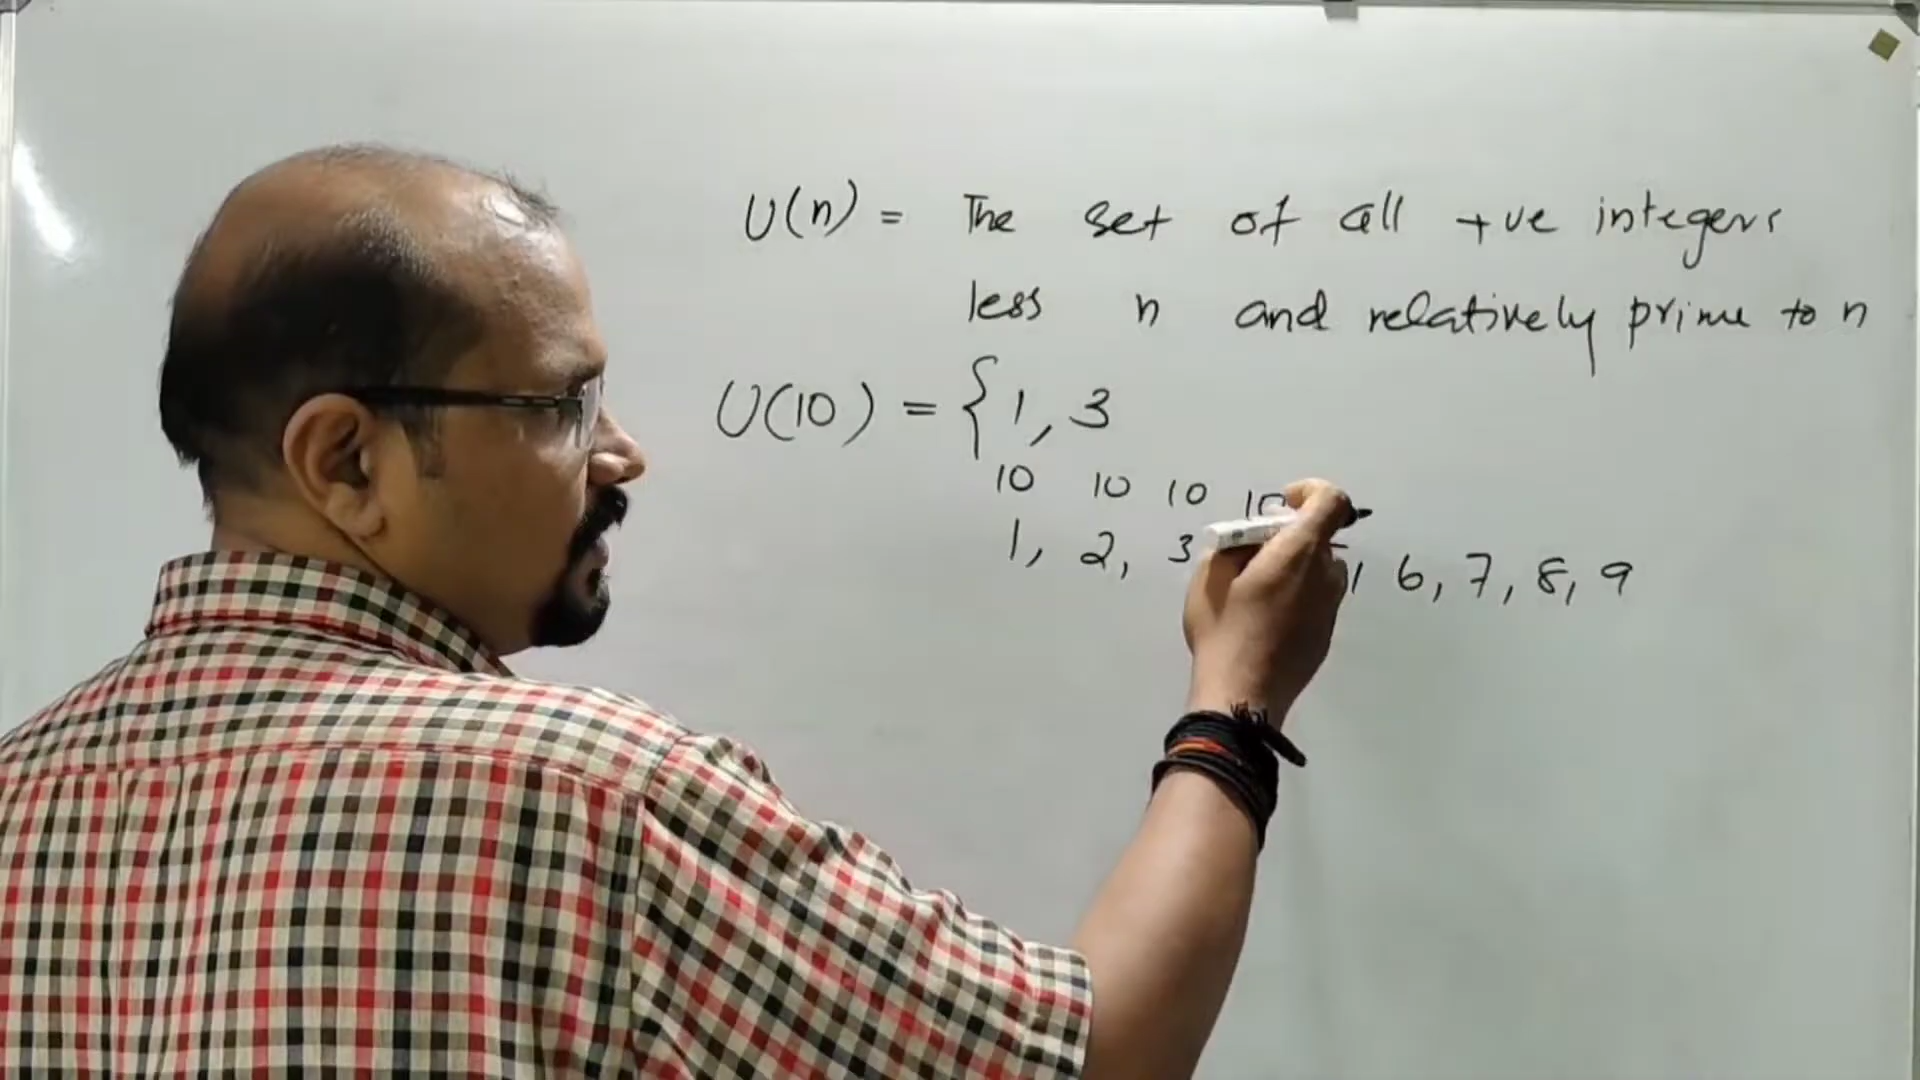 U(n) = The set of all +ve integers
less n and relatively prime to n
U(10) = { 1, 3
10 10 10 10
1, 2, 3 , 6, 7, 8, 9